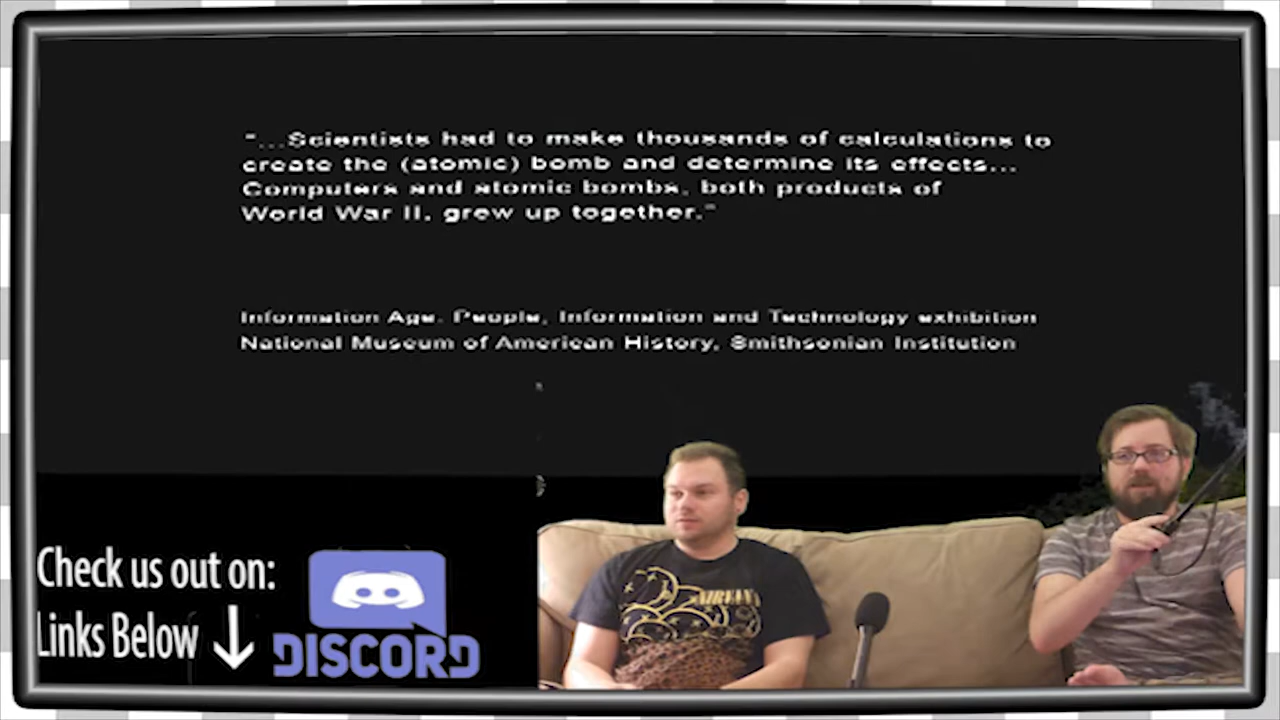 "...Scientists had to make thousands of calculations to
create the (atomic) bomb and determine its effects...
Computers and atomic bombs, both products of
World War II, grew up together."
Information Age. People, Information and Technology exhibition
National Museum of American History, Smithsonian Institution
Check us out on:
Links Below
DISCORD
NIRVANA